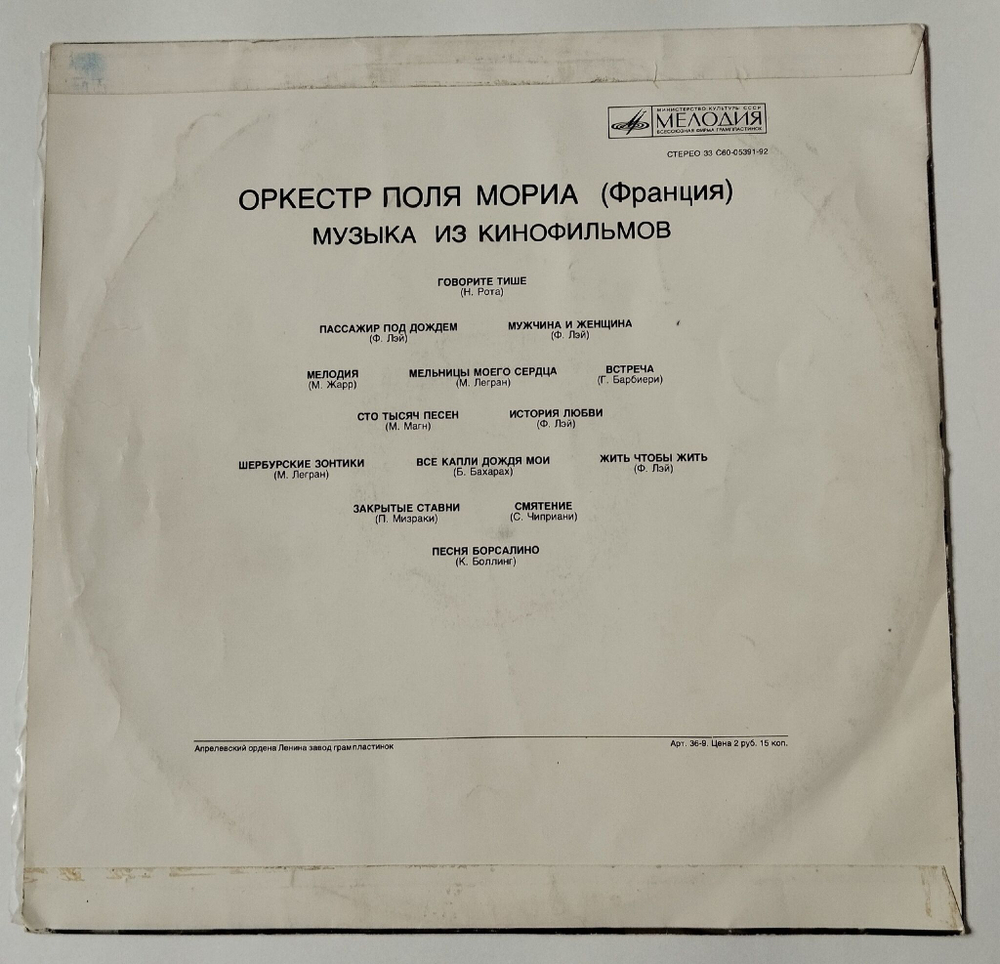 МИНИСТЕРСТВО КУЛЬТУРЫ СССР
МЕЛОДИЯ
ВСЕСОЮЗНАЯ ФИРМА ГРАМПЛАСТИНОК
СТЕРЕО 33 С60-05391-92
ОРКЕСТР ПОЛЯ МОРИА (Франция)
МУЗЫКА ИЗ КИНОФИЛЬМОВ
ГОВОРИТЕ ТИШЕ
(Н. Рота)
ПАССАЖИР ПОД ДОЖДЕМ МУЖЧИНА И ЖЕНЩИНА
(Ф. Лэй) (Ф. Лэй)
МЕЛОДИЯ МЕЛЬНИЦЫ МОЕГО СЕРДЦА ВСТРЕЧА
(М. Жарр) (М. Легран) (Г. Барбиери)
СТО ТЫСЯЧ ПЕСЕН ИСТОРИЯ ЛЮБВИ
(М. Магн) (Ф. Лэй)
ШЕРБУРСКИЕ ЗОНТИКИ ВСЕ КАПЛИ ДОЖДЯ МОИ ЖИТЬ ЧТОБЫ ЖИТЬ
(М. Легран) (Б. Бахарах) (Ф. Лэй)
ЗАКРЫТЫЕ СТАВНИ СМЯТЕНИЕ
(П. Мизраки) (С. Чиприани)
ПЕСНЯ БОРСАЛИНО
(К. Боллинг)
Апрелевский ордена Ленина завод грампластинок Арт. 36-9. Цена 2 руб. 15 коп.